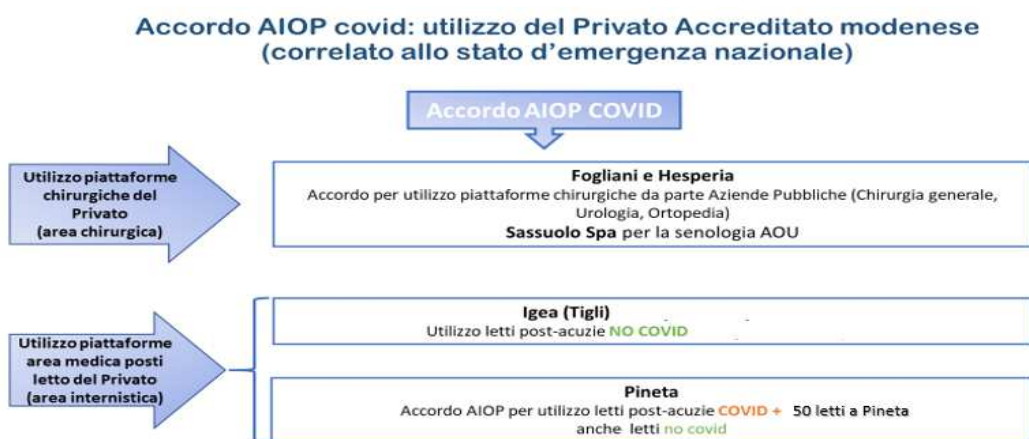 Accordo AIOP covid: utilizzo del Privato Accreditato modenese
(correlato allo stato d'emergenza nazionale)
Accordo AIOP COVID
Utilizzo piattaforme
chirurgiche del
Privato
(area chirurgica)
Fogliani e Hesperia
Accordo per utilizzo piattaforme chirurgiche da parte Aziende Pubbliche (Chirurgia generale,
Urologia, Ortopedia)
Sassuolo Spa per la senologia AOU
Utilizzo piattaforme
area medica posti
letto del Privato
(area internistica)
Igea (Tigli)
Utilizzo letti post-acuzie NO COVID
Pineta
Accordo AIOP per utilizzo letti post-acuzie COVID + 50 letti a Pineta
anche letti no covid